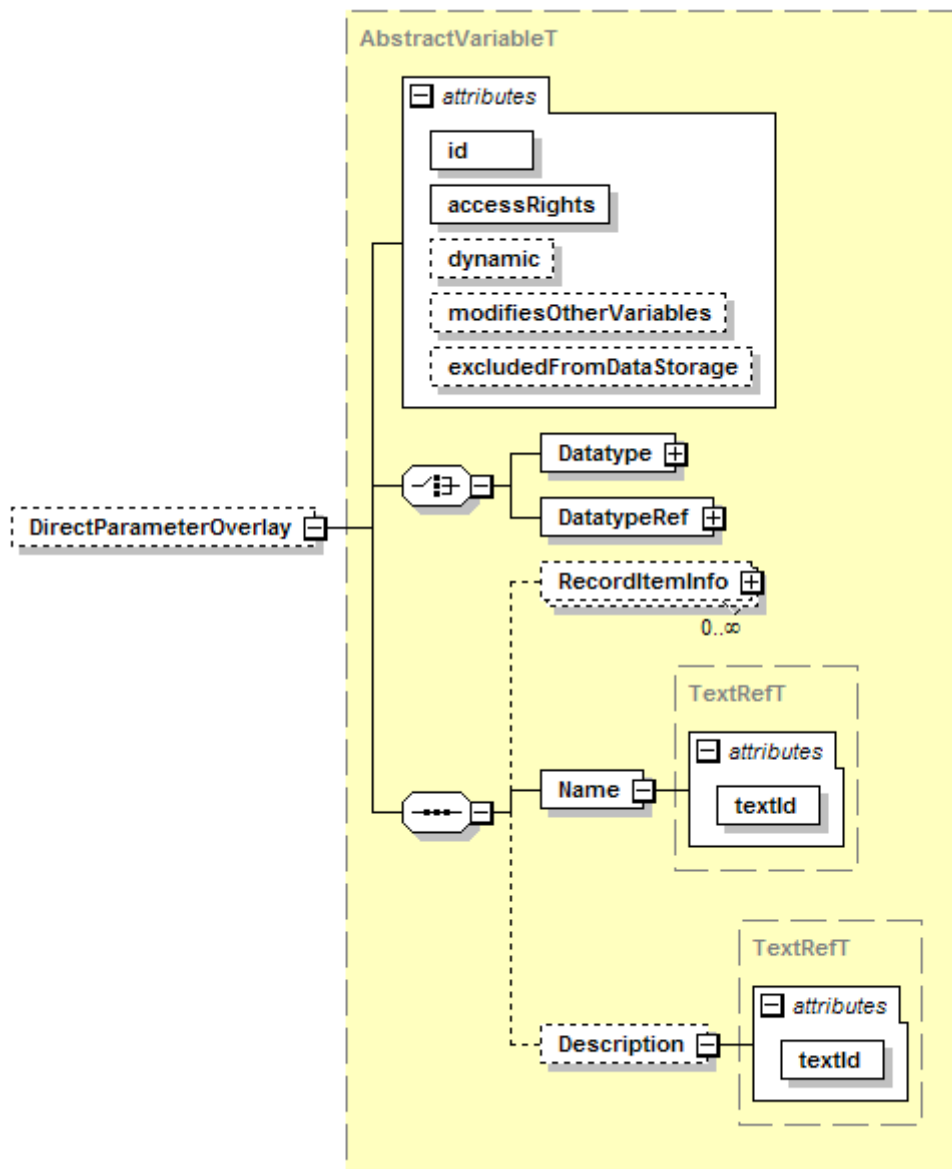 AbstractVariableT
attributes
id
accessRights
dynamic
modifiesOtherVariables
excludedFromDataStorage
Datatype
DatatypeRef
DirectParameterOverlay
RecordItemInfo
0..∞
TextRefT
attributes
Name
textId
TextRefT
attributes
Description
textId